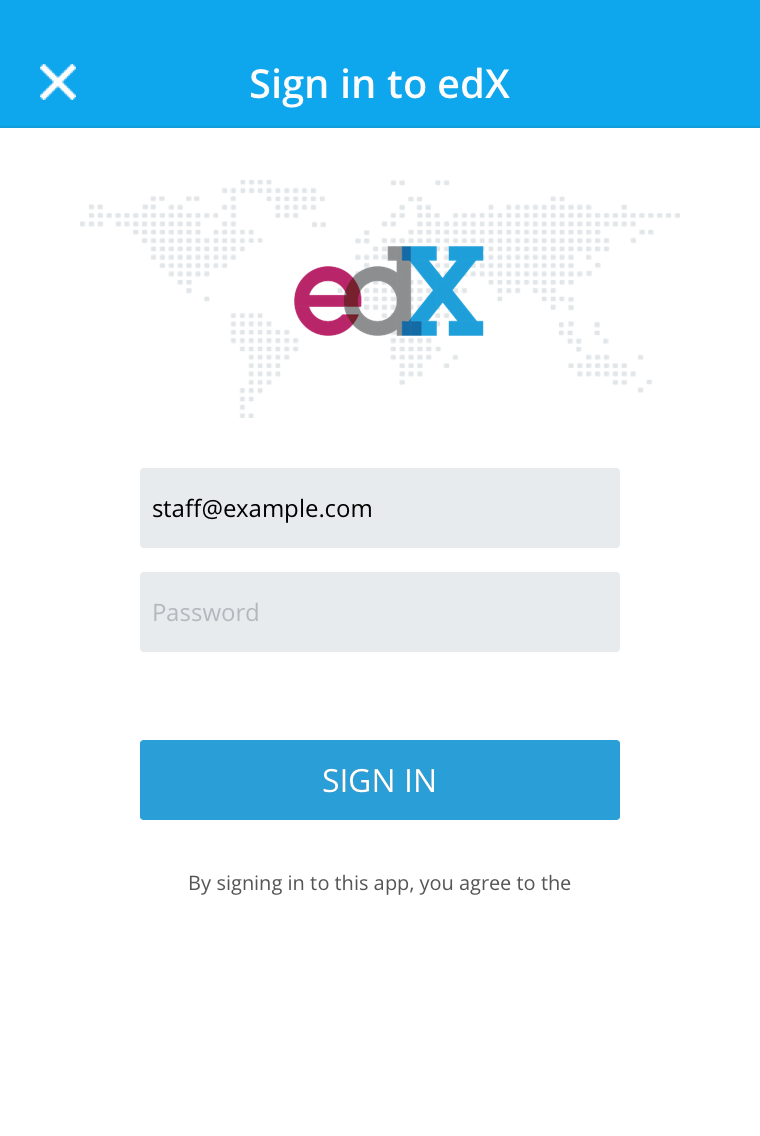 Sign in to edX
edX
staff@example.com
Password
SIGN IN
By signing in to this app, you agree to the